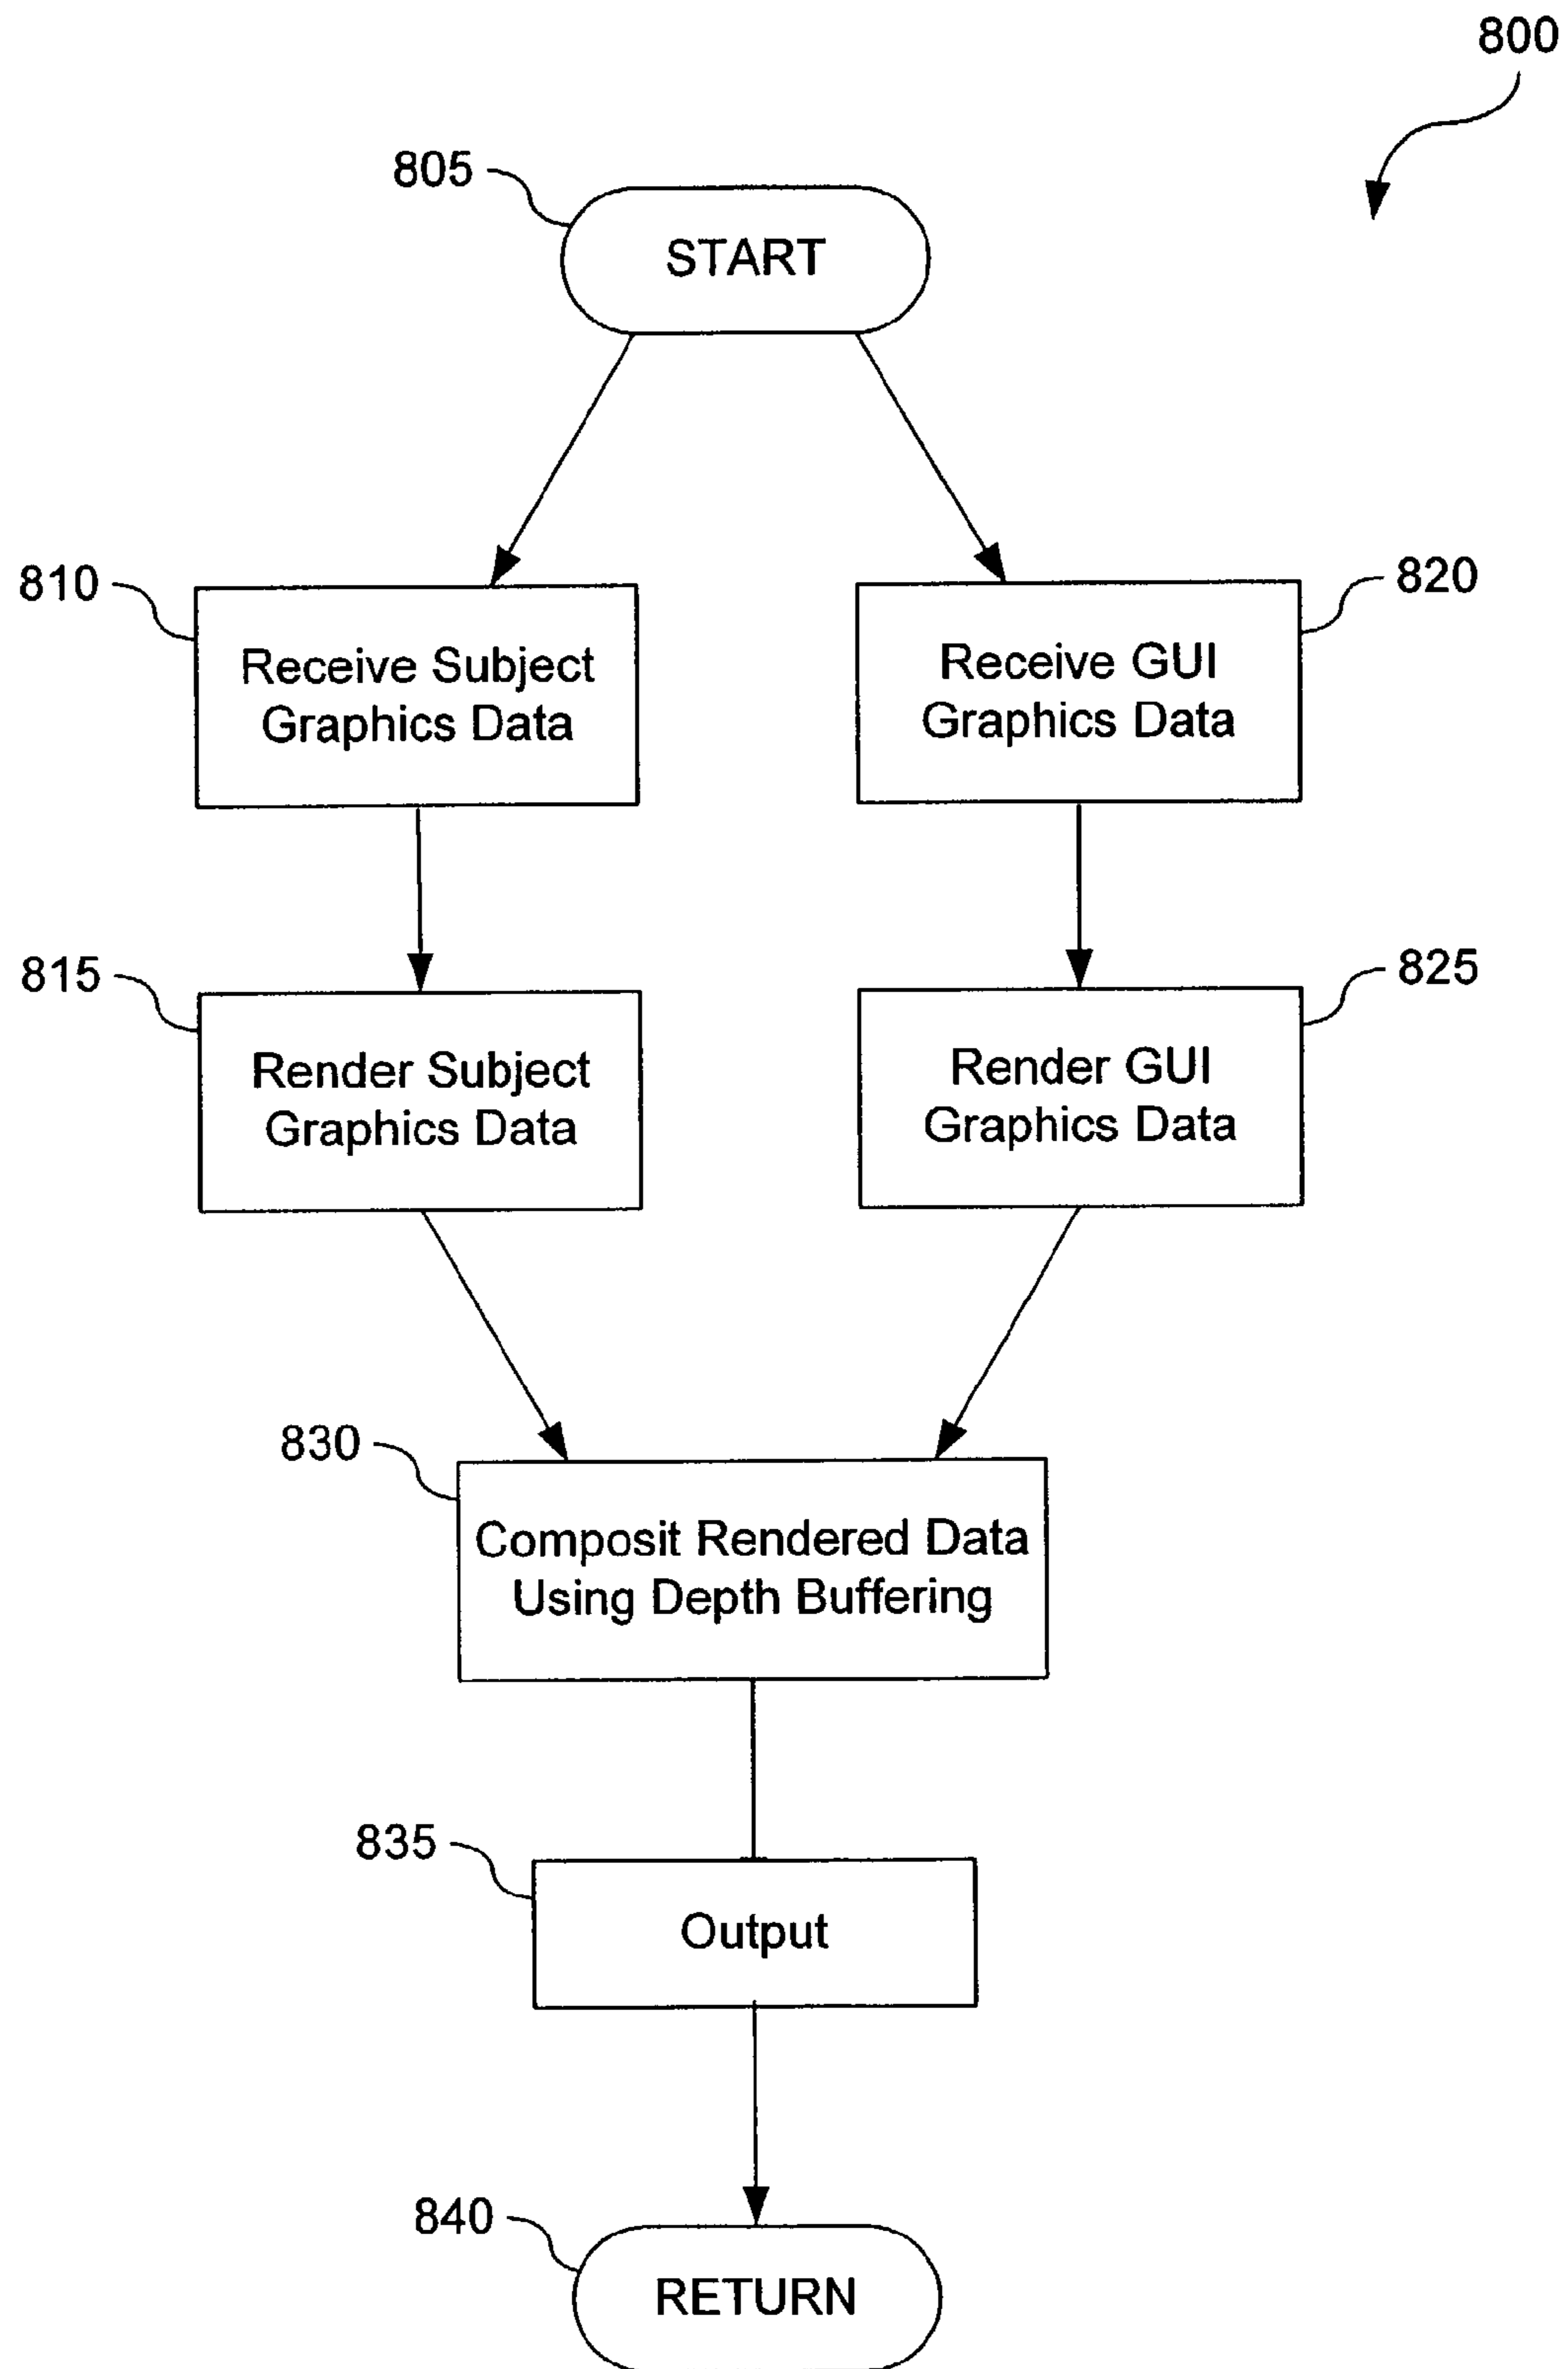 800
805
START
810
Receive Subject
Graphics Data
820
Receive GUI
Graphics Data
815
Render Subject
Graphics Data
825
Render GUI
Graphics Data
830
Composit Rendered Data
Using Depth Buffering
835
Output
840
RETURN